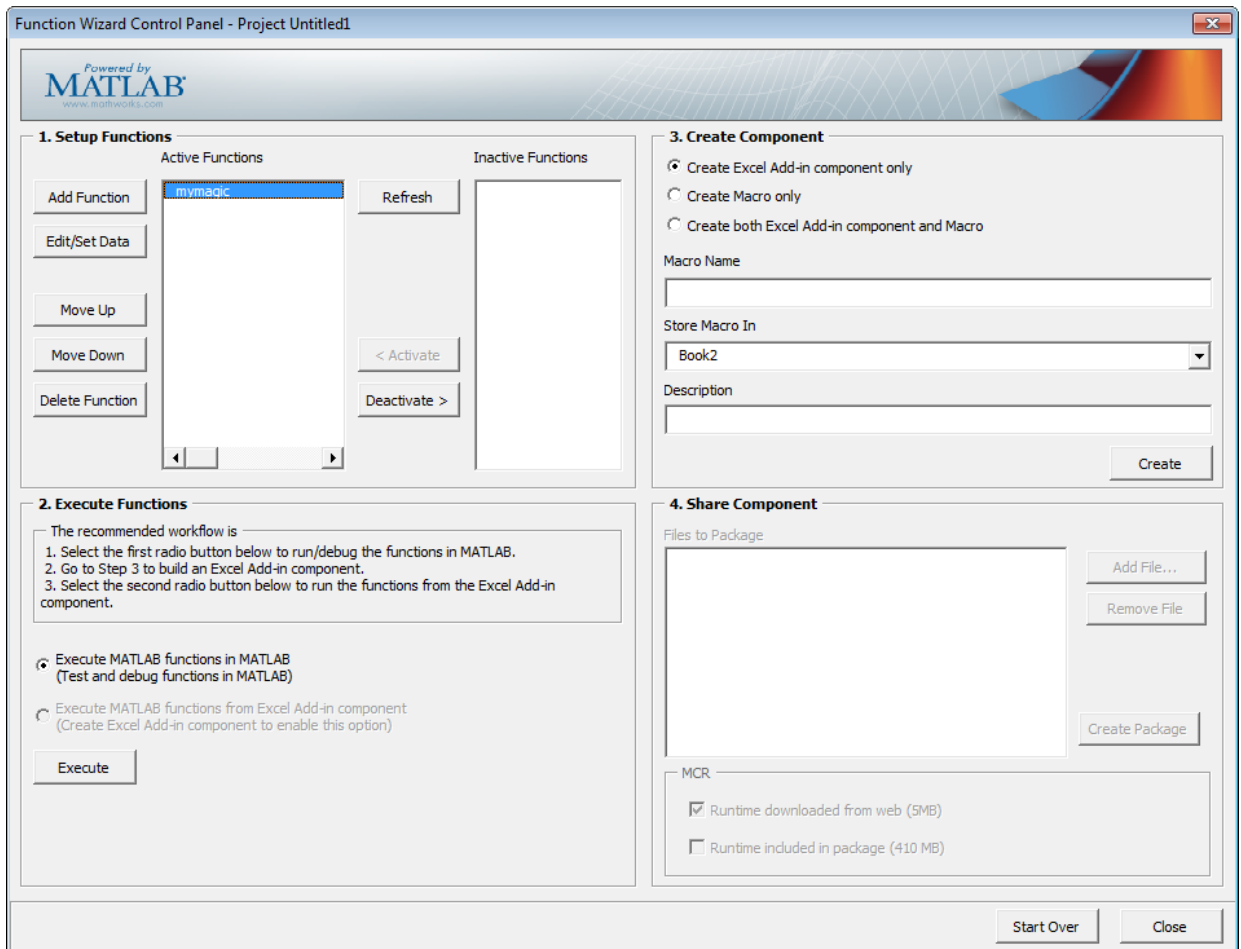 Function Wizard Control Panel - Project Untitled1
Powered by
MATLAB
www.mathworks.com
1. Setup Functions
Active Functions
Inactive Functions
Add Function
mymagic
Refresh
Edit/Set Data
Move Up
Move Down
< Activate
Delete Function
Deactivate >
3. Create Component
Create Excel Add-in component only
Create Macro only
Create both Excel Add-in component and Macro
Macro Name
Store Macro In
Book2
Description
Create
2. Execute Functions
The recommended workflow is
1. Select the first radio button below to run/debug the functions in MATLAB.
2. Go to Step 3 to build an Excel Add-in component.
3. Select the second radio button below to run the functions from the Excel Add-in
component.
Execute MATLAB functions in MATLAB
(Test and debug functions in MATLAB)
Execute MATLAB functions from Excel Add-in component
(Create Excel Add-in component to enable this option)
Execute
4. Share Component
Files to Package
Add File...
Remove File
Create Package
MCR
Runtime downloaded from web (5MB)
Runtime included in package (410 MB)
Start Over
Close